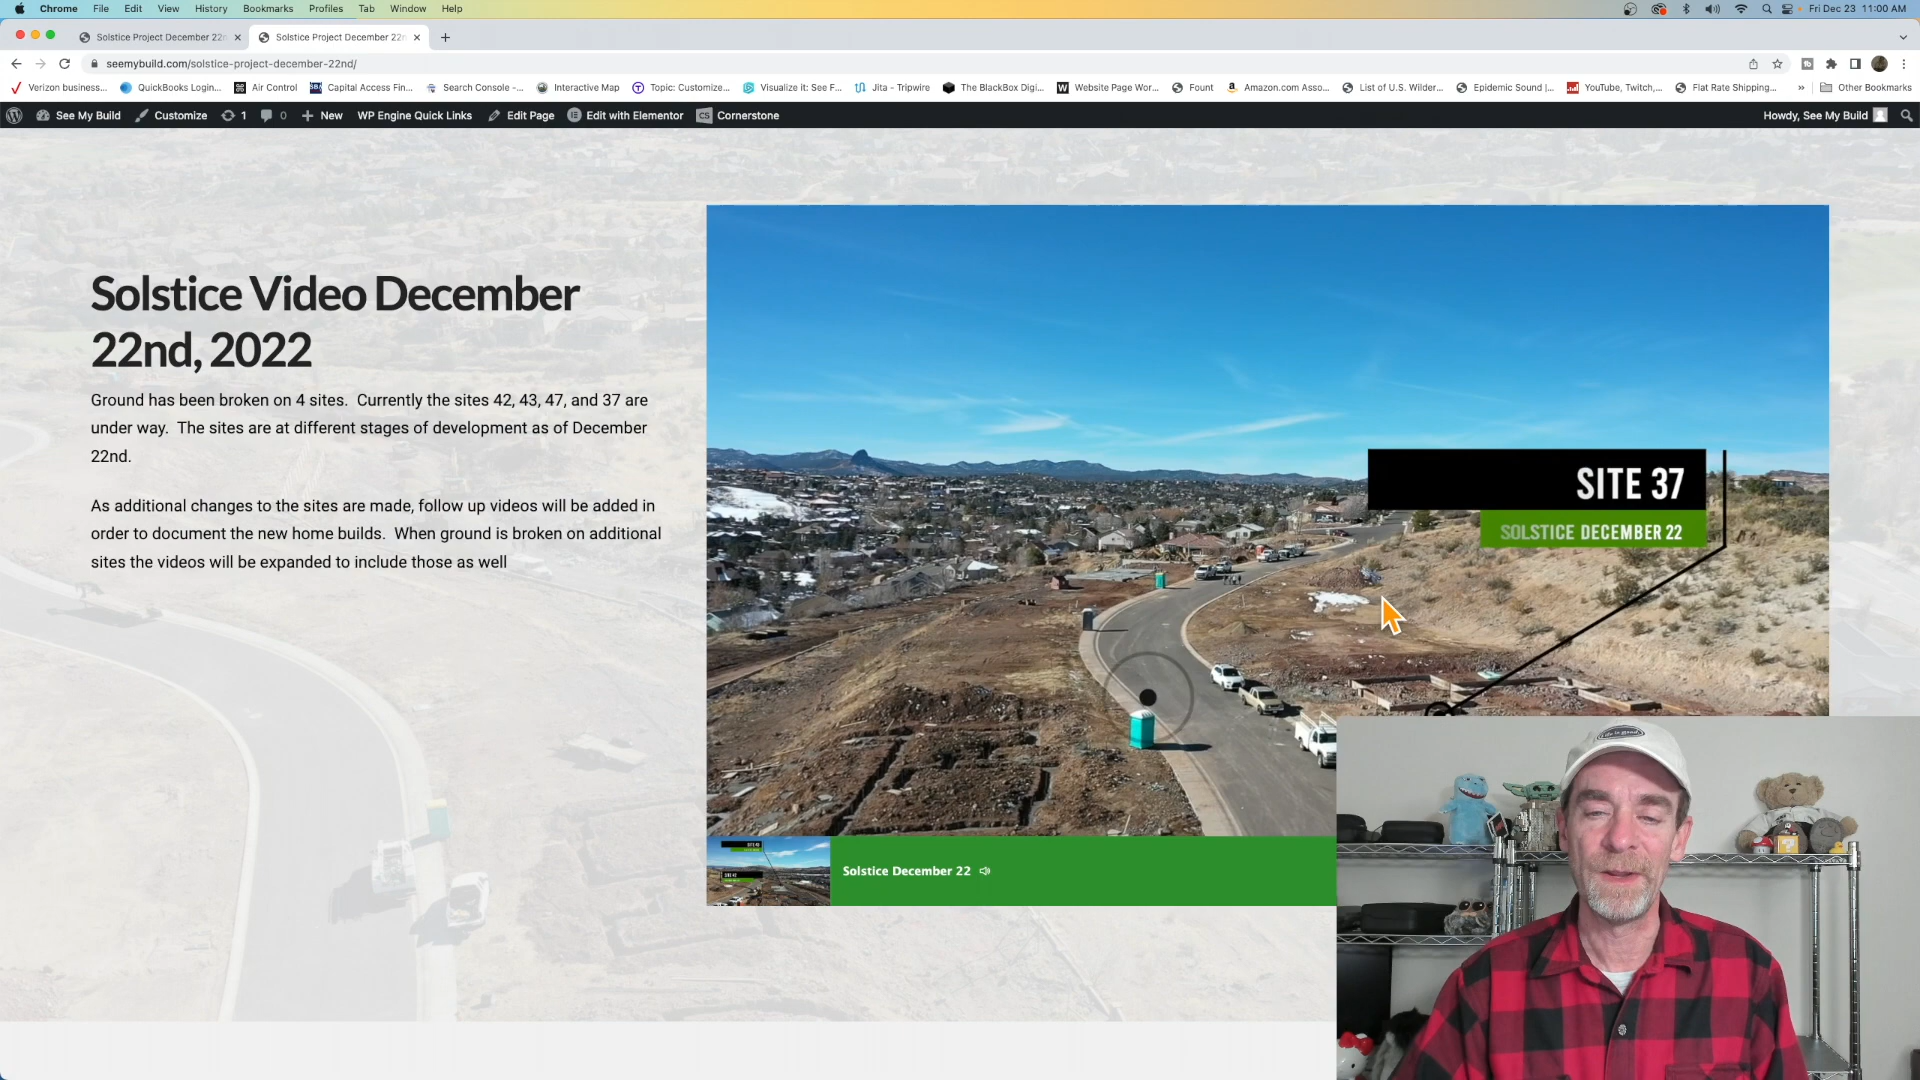 Chrome File Edit View History Bookmarks Profiles Tab Window Help Fri Dec 23 11:00 AM
Solstice Project December 22n Solstice Project December 22n
seemybuild.com/solstice-project-december-22nd/
Verizon business... QuickBooks Login... Air Control Capital Access Fin... Search Console -... Interactive Map Topic: Customize... Visualize it: See F... Jita - Tripwire The BlackBox Digi... Website Page Wor... Fount Amazon.com Asso... List of U.S. Wilder... Epidemic Sound |... YouTube, Twitch,... Flat Rate Shipping... » Other Bookmarks
See My Build Customize 1 0 New WP Engine Quick Links Edit Page Edit with Elementor CS Cornerstone Howdy, See My Build
Solstice Video December
22nd, 2022
Ground has been broken on 4 sites. Currently the sites 42, 43, 47, and 37 are
under way. The sites are at different stages of development as of December
22nd.
As additional changes to the sites are made, follow up videos will be added in
order to document the new home builds. When ground is broken on additional
sites the videos will be expanded to include those as well
SITE 37
SOLSTICE DECEMBER 22
Solstice December 22